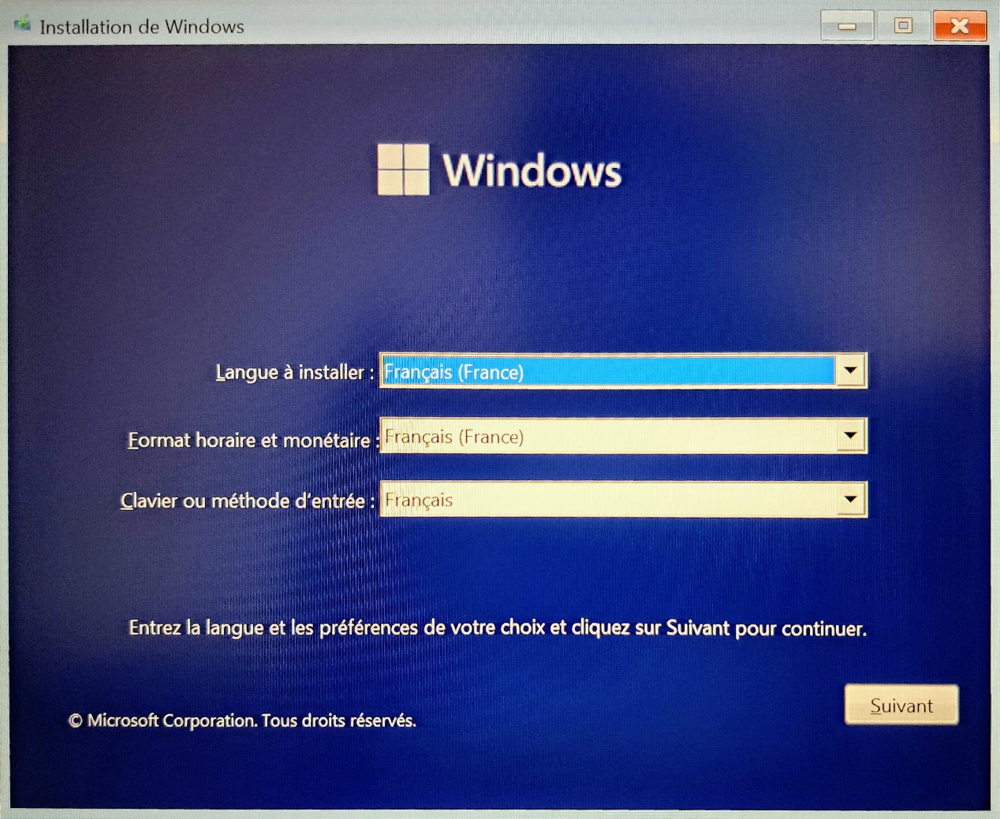 Installation de Windows
Windows
Langue à installer : Français (France)
Format horaire et monétaire : Français (France)
Clavier ou méthode d'entrée : Français
Entrez la langue et les préférences de votre choix et cliquez sur Suivant pour continuer.
Suivant
© Microsoft Corporation. Tous droits réservés.